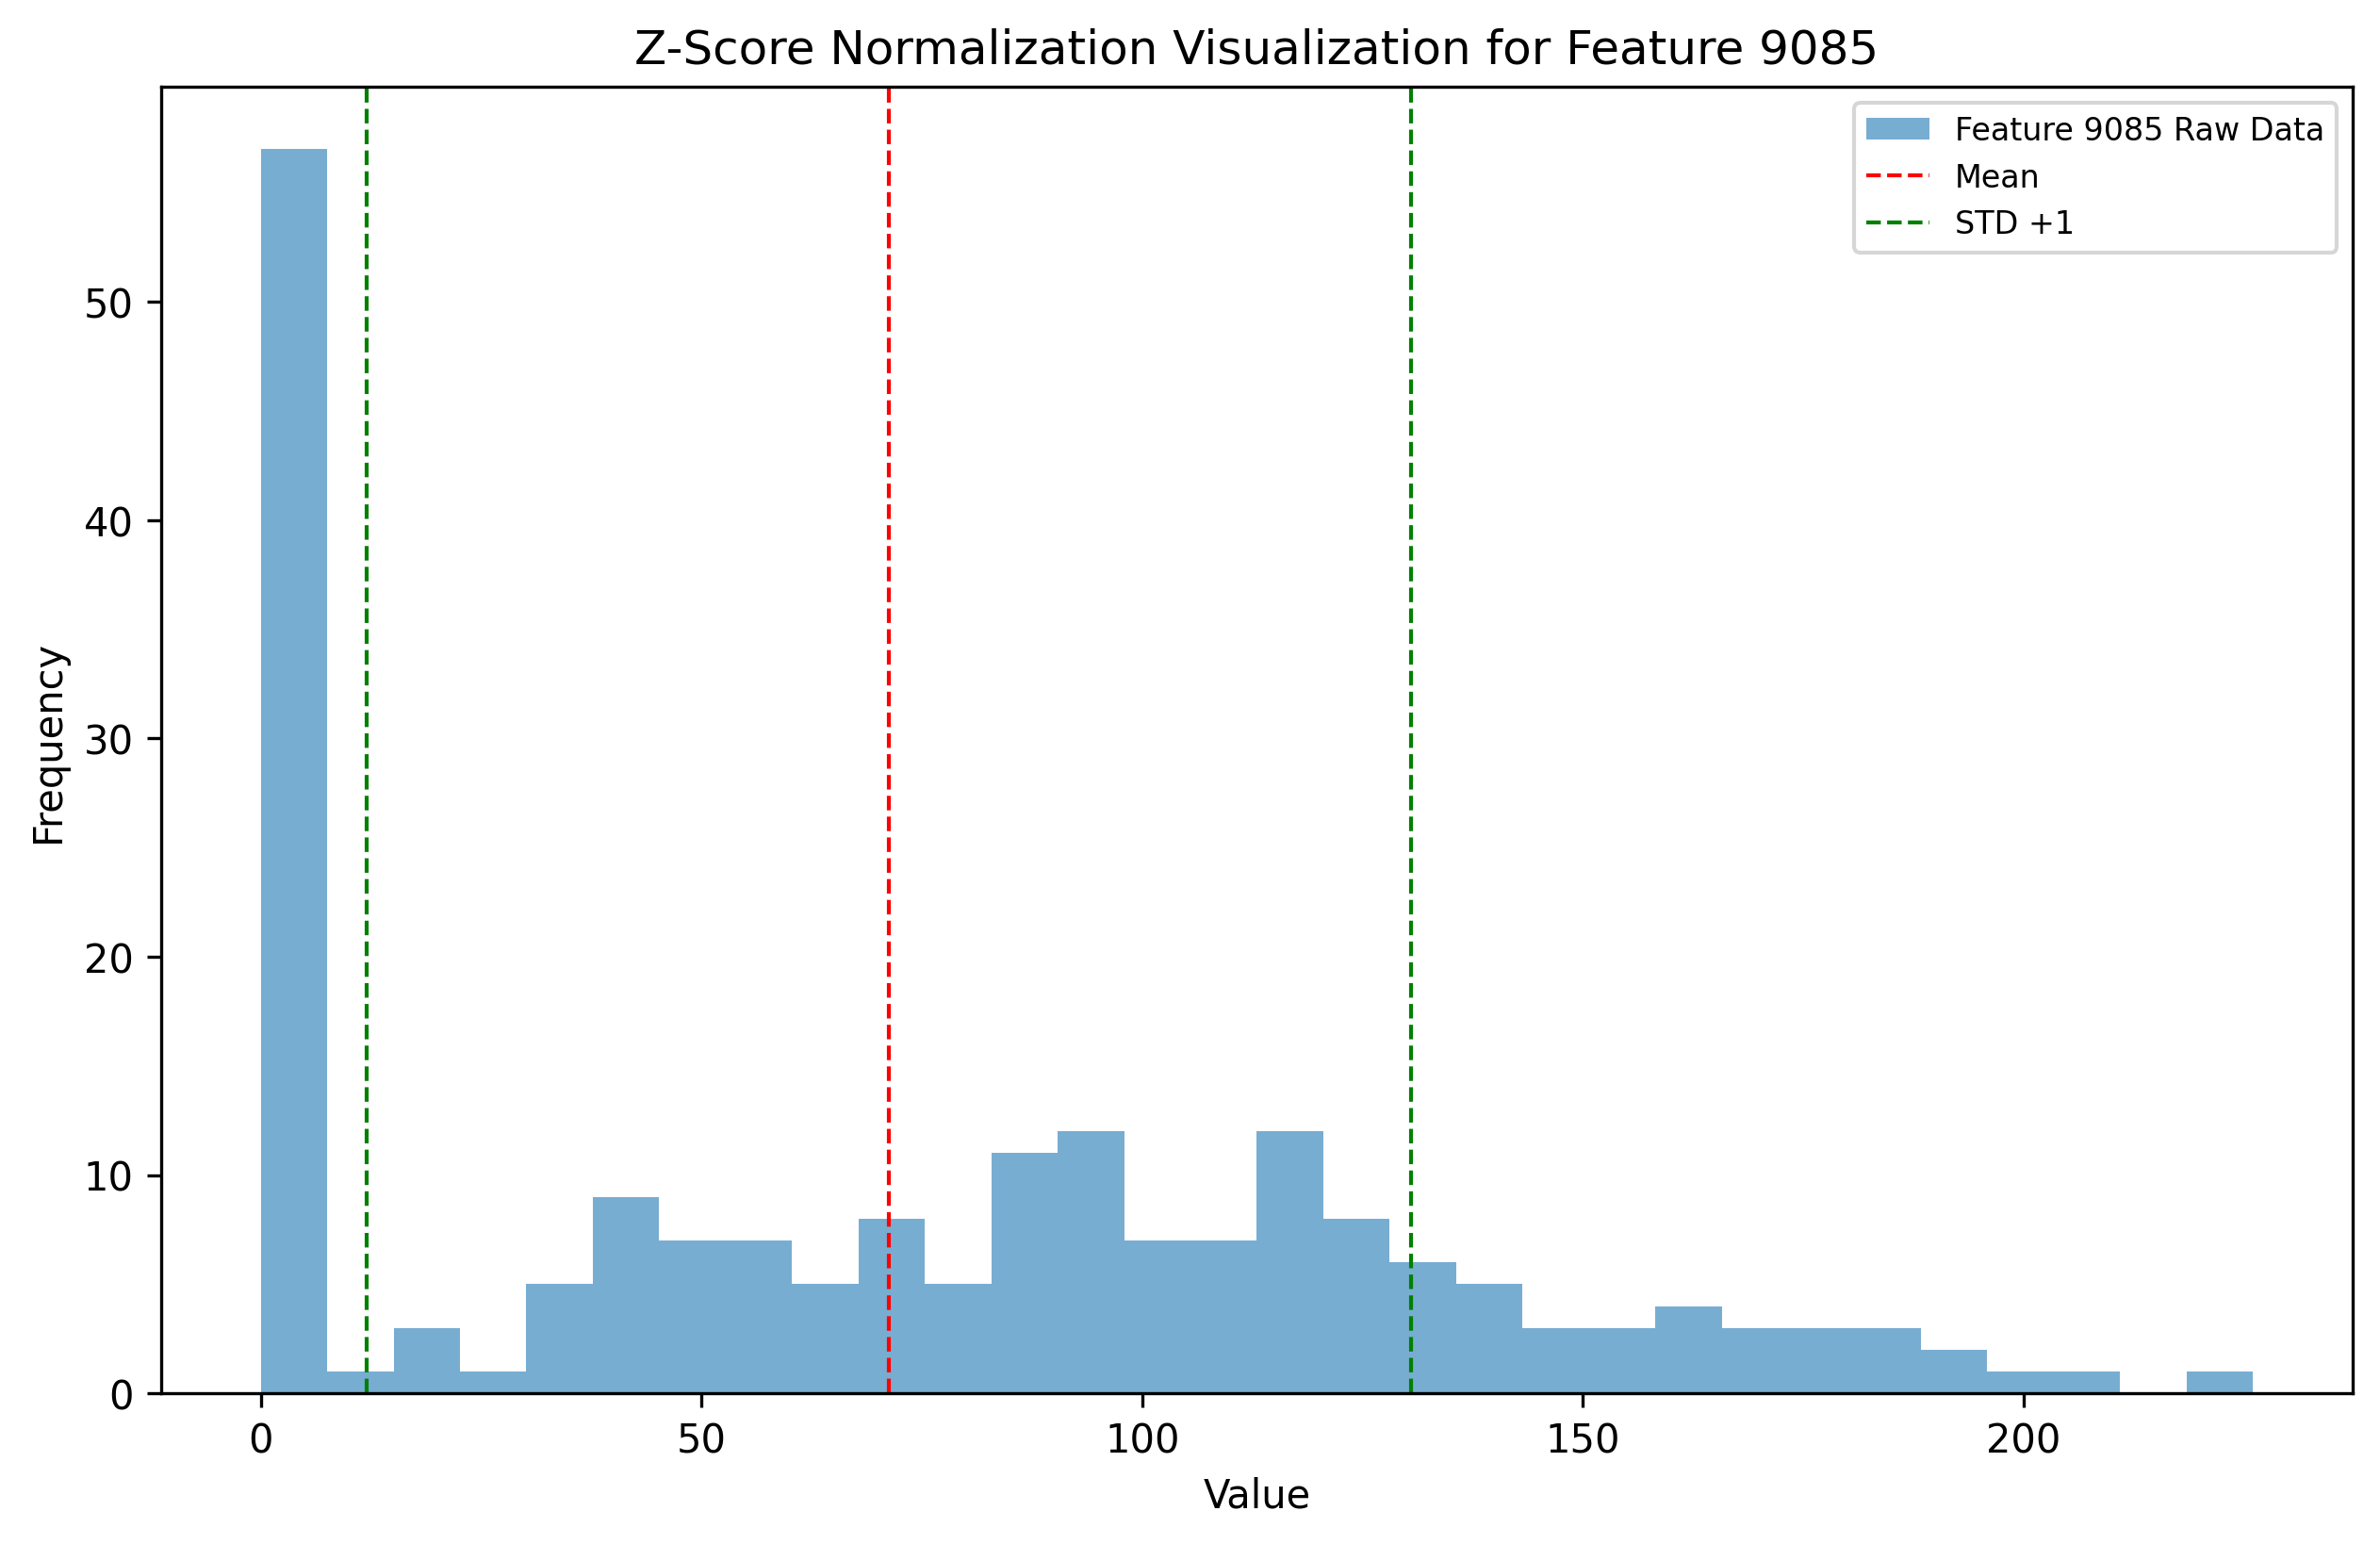 Z-Score Normalization Visualization for Feature 9085
Feature 9085 Raw Data
Mean
STD +1
50
40
30
20
10
0
Frequency
0 50 100 150 200
Value